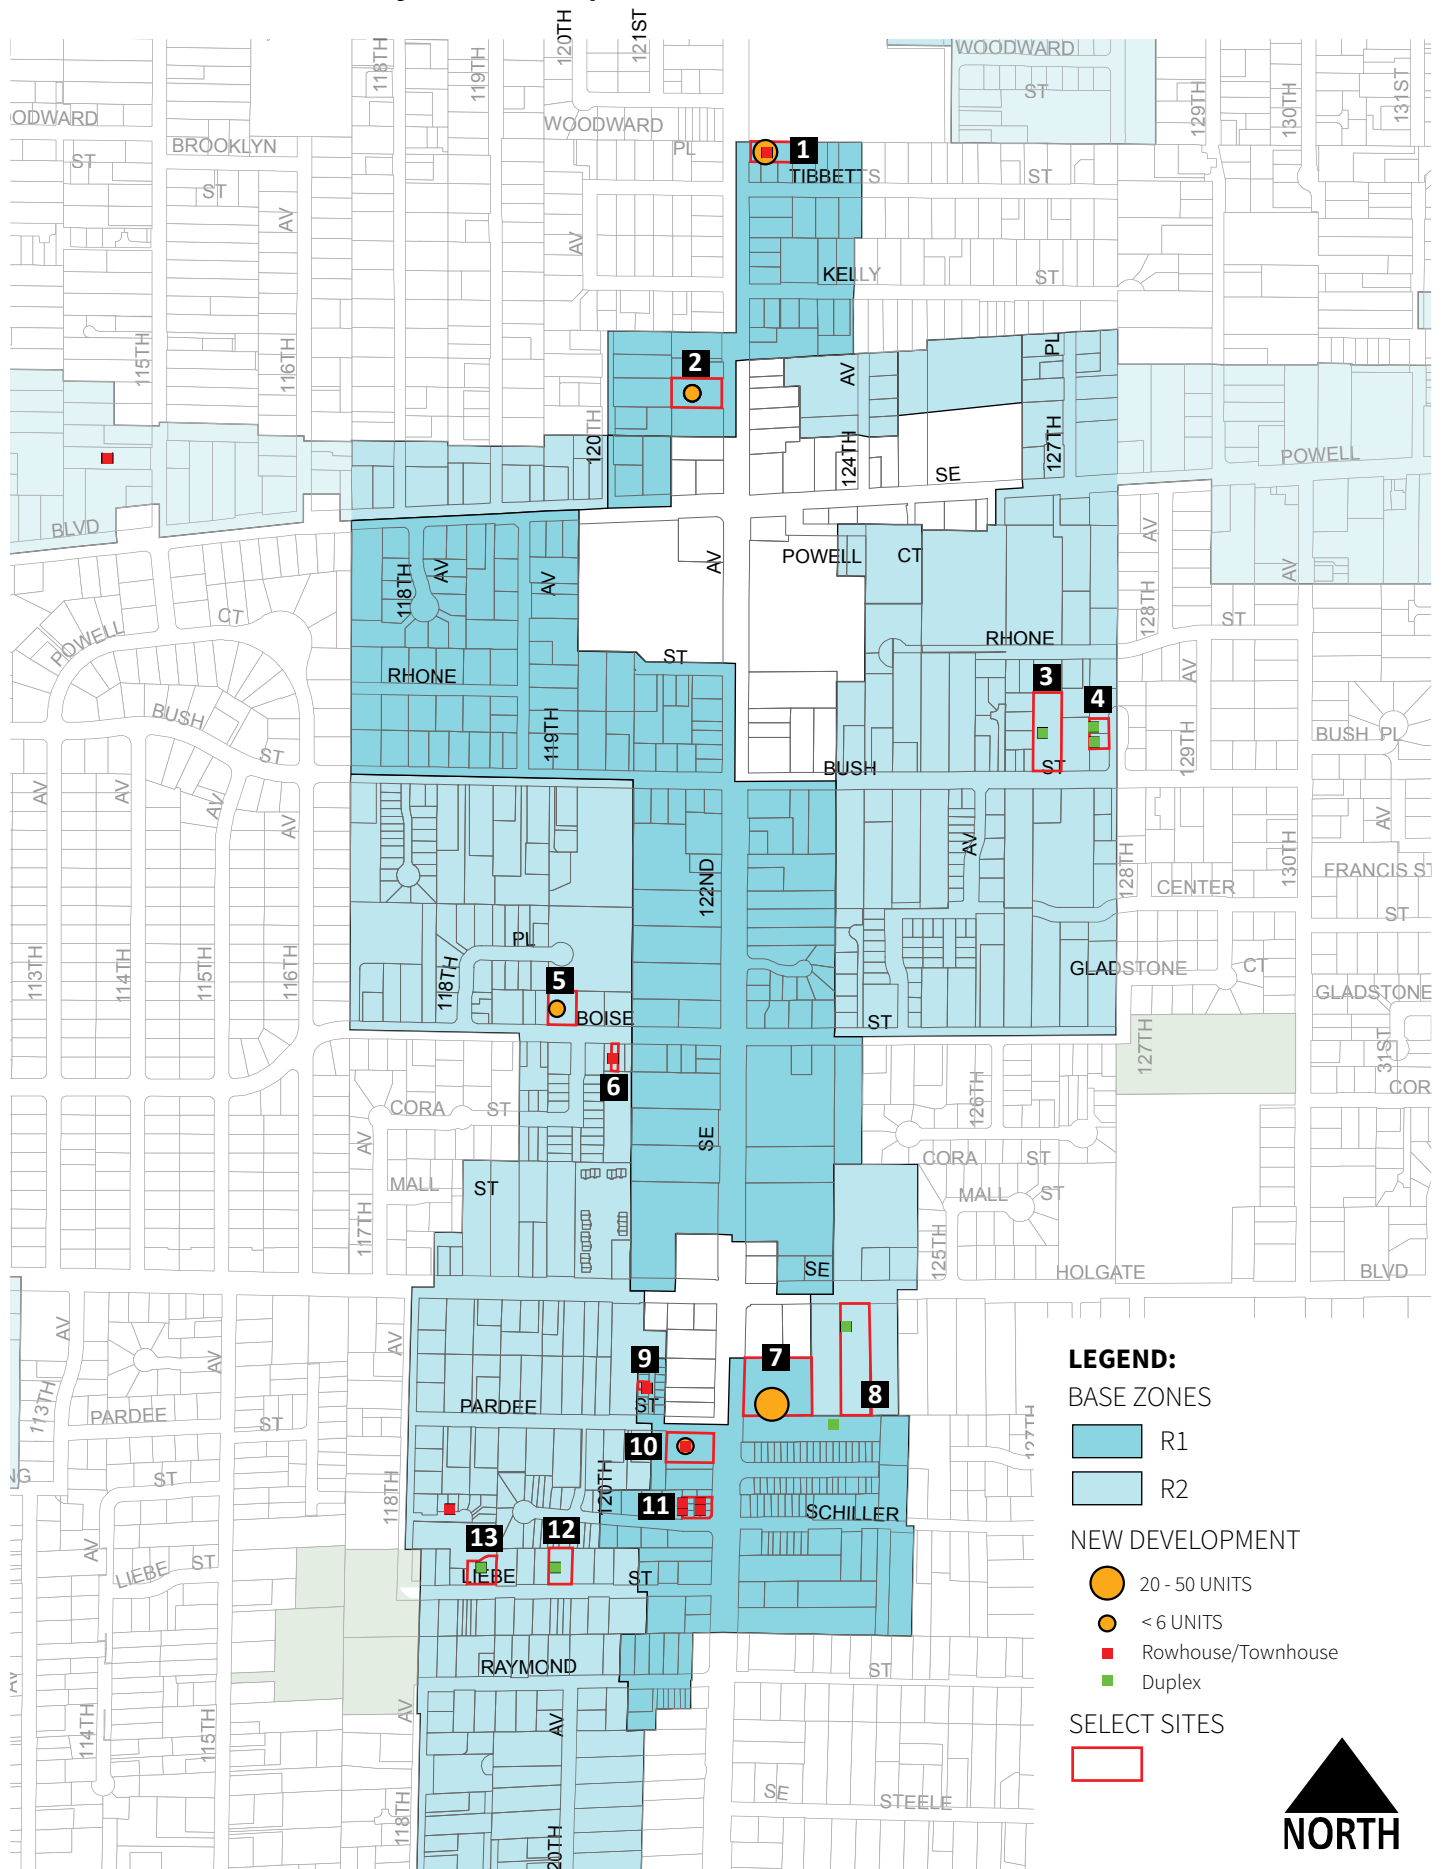 118TH
119TH
120TH
121ST
WOODWARD
ST
129TH
130TH
131ST
ODWARD
ST
BROOKLYN
ST
AV
WOODWARD
PL
1
TIBBETTS
ST
AV
KELLY
ST
115TH
116TH
2
AV
PL
120TH
124TH
127TH
SE
POWELL
BLVD
118TH
AV
AV
AV
POWELL
CT
AV
AV
128TH
POWELL
CT
RHONE
ST
ST
RHONE
3
4
AV
BUSH
ST
119TH
BUSH
ST
129TH
BUSH PL
AV
AV
AV
AV
122ND
AV
128TH
130TH
AV
CENTER
FRANCIS ST
ST
PL
118TH
5
BOISE
ST
GLADSTONE
CT
GLADSTONE
113TH
114TH
115TH
116TH
6
127TH
31ST
COR
126TH
CORA
ST
AV
SE
CORA
ST
MALL
ST
MALL
ST
117TH
125TH
SE
HOLGATE
BLVD
AV
AV
AV
113TH
PARDEE
ST
PARDEE
9
ST
7
8
127TH
NG
ST
118TH
120TH
10
11
SCHILLER
AV
LIEBE
ST
13
12
LIEBE
ST
RAYMOND
ST
AV
AV
AV
114TH
115TH
118TH
20TH
SE
STEELE
LEGEND:
BASE ZONES
R1
R2
NEW DEVELOPMENT
20 - 50 UNITS
< 6 UNITS
Rowhouse/Townhouse
Duplex
SELECT SITES
NORTH